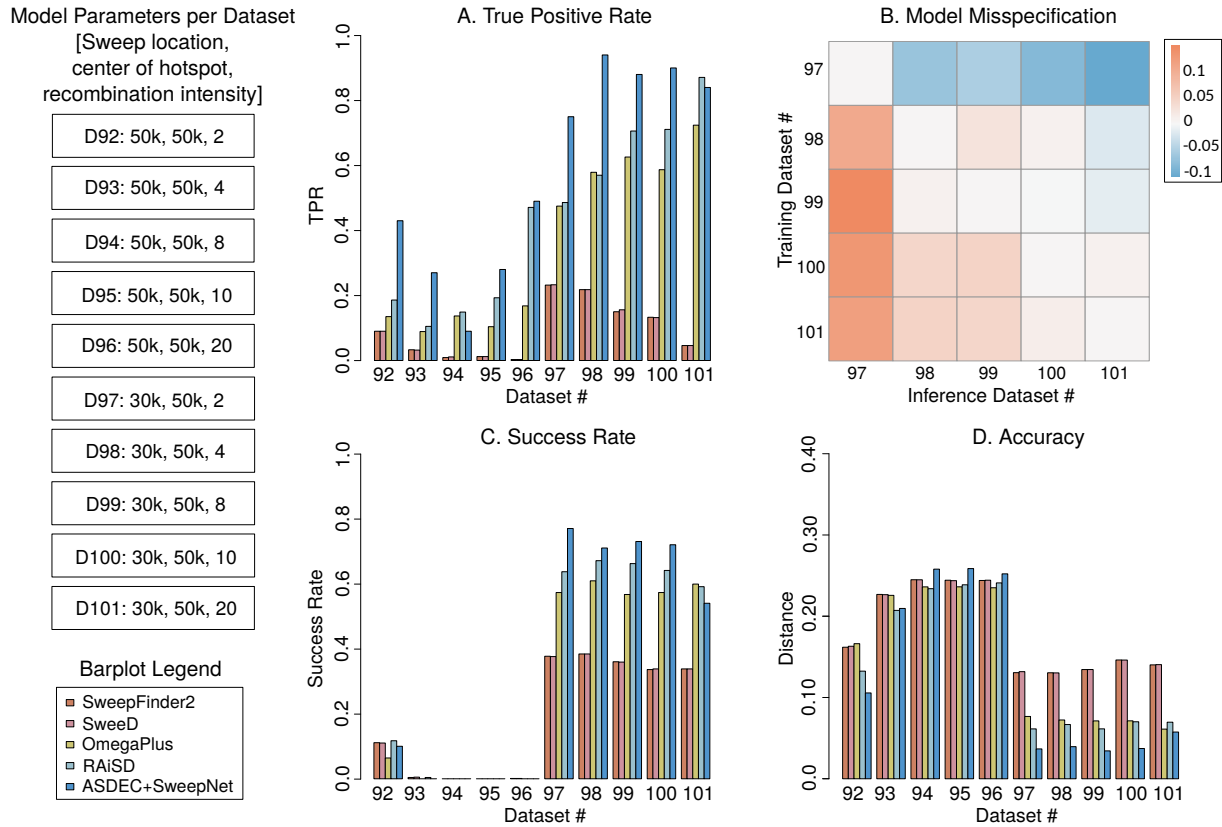 Model Parameters per Dataset
[Sweep location,
center of hotspot,
recombination intensity]
D92: 50k, 50k, 2
D93: 50k, 50k, 4
D94: 50k, 50k, 8
D95: 50k, 50k, 10
D96: 50k, 50k, 20
D97: 30k, 50k, 2
D98: 30k, 50k, 4
D99: 30k, 50k, 8
D100: 30k, 50k, 10
D101: 30k, 50k, 20
Barplot Legend
SweepFinder2
SweeD
OmegaPlus
RAiSD
ASDEC+SweepNet
A. True Positive Rate
TPR
1.0
0.8
0.6
0.4
0.2
0.0
92 93 94 95 96 97 98 99 100 101
Dataset #
B. Model Misspecification
Training Dataset #
97
98
99
100
101
97 98 99 100 101
Inference Dataset #
0.1
0.05
0
-0.05
-0.1
C. Success Rate
Success Rate
1.0
0.8
0.6
0.4
0.2
0.0
92 93 94 95 96 97 98 99 100 101
Dataset #
D. Accuracy
Distance
0.40
0.30
0.20
0.10
0.0
92 93 94 95 96 97 98 99 100 101
Dataset #